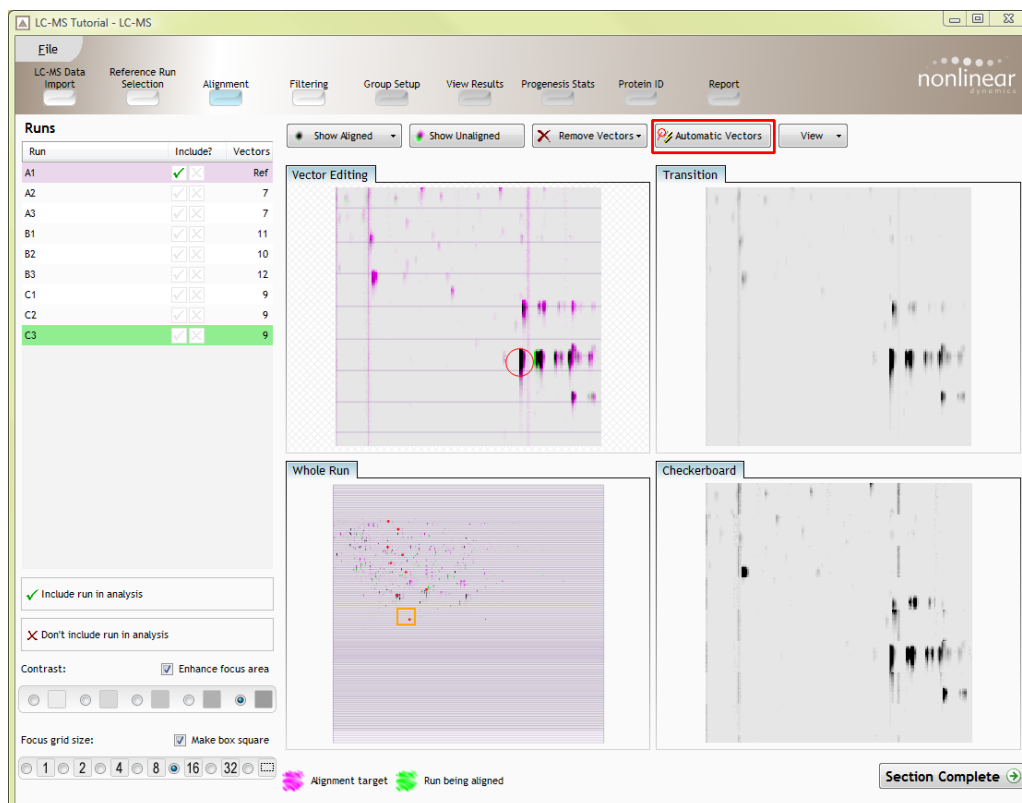 LC-MS Tutorial - LC-MS
File
LC-MS Data Import
Reference Run Selection
Alignment
Filtering
Group Setup
View Results
Progenesis Stats
Protein ID
Report
nonlinear
dynamics
Runs
Show Aligned
Show Unaligned
Remove Vectors
Automatic Vectors
View
Run Include? Vectors
A1 Ref
A2 7
A3 7
B1 11
B2 10
B3 12
C1 9
C2 9
C3 9
Vector Editing
Transition
Whole Run
Checkerboard
Include run in analysis
Don't include run in analysis
Contrast: Enhance focus area
Focus grid size: Make box square
1 2 4 8 16 32
Alignment target Run being aligned
Section Complete